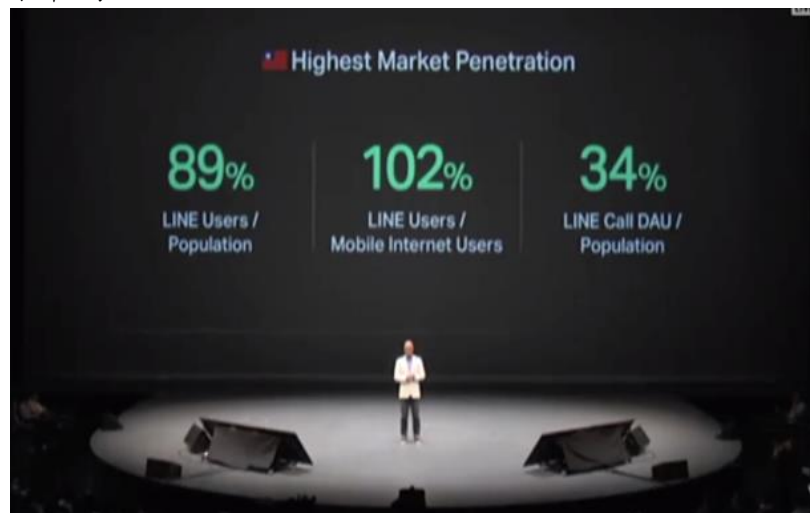 Highest Market Penetration
89%
LINE Users /
Population
102%
LINE Users /
Mobile Internet Users
34%
LINE Call DAU /
Population